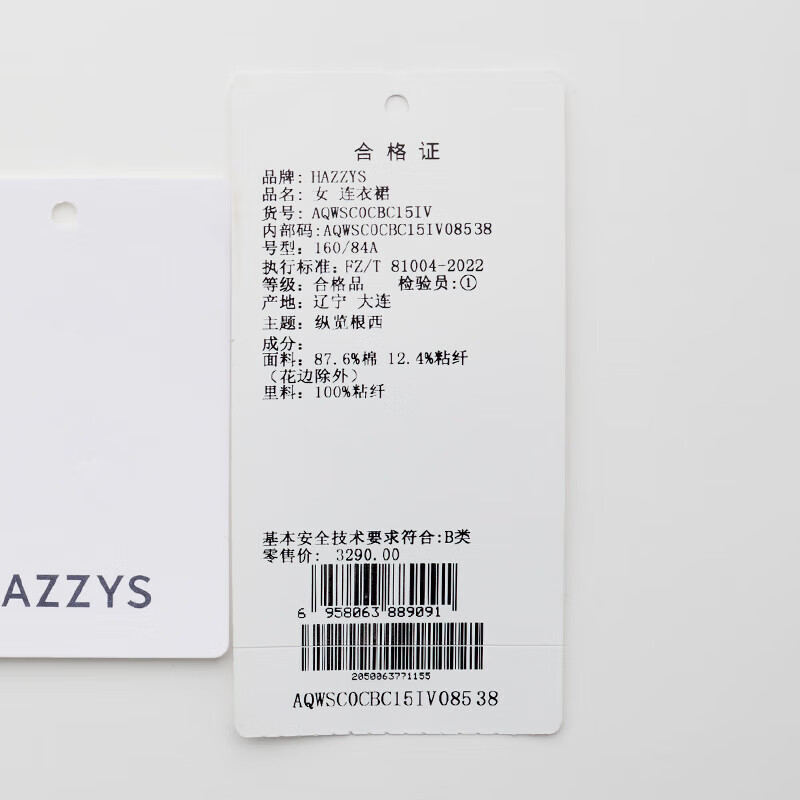 合格证
品牌: HAZZYS
品名: 女 连衣裙
货号: AQWSC0CBC15IV
内部码:AQWSC0CBC15IV08538
号型: 160/84A
执行标准: FZ/T 81004-2022
等级: 合格品 检验员:①
产地: 辽宁 大连
主题: 纵览根西
成分:
面料: 87.6%棉 12.4%粘纤
（花边除外）
里料: 100%粘纤
基本安全技术要求符合:B类
零售价: 3290.00
6 958063 889091
2050063771155
AQWSC0CBC15IV08538
AZZYS